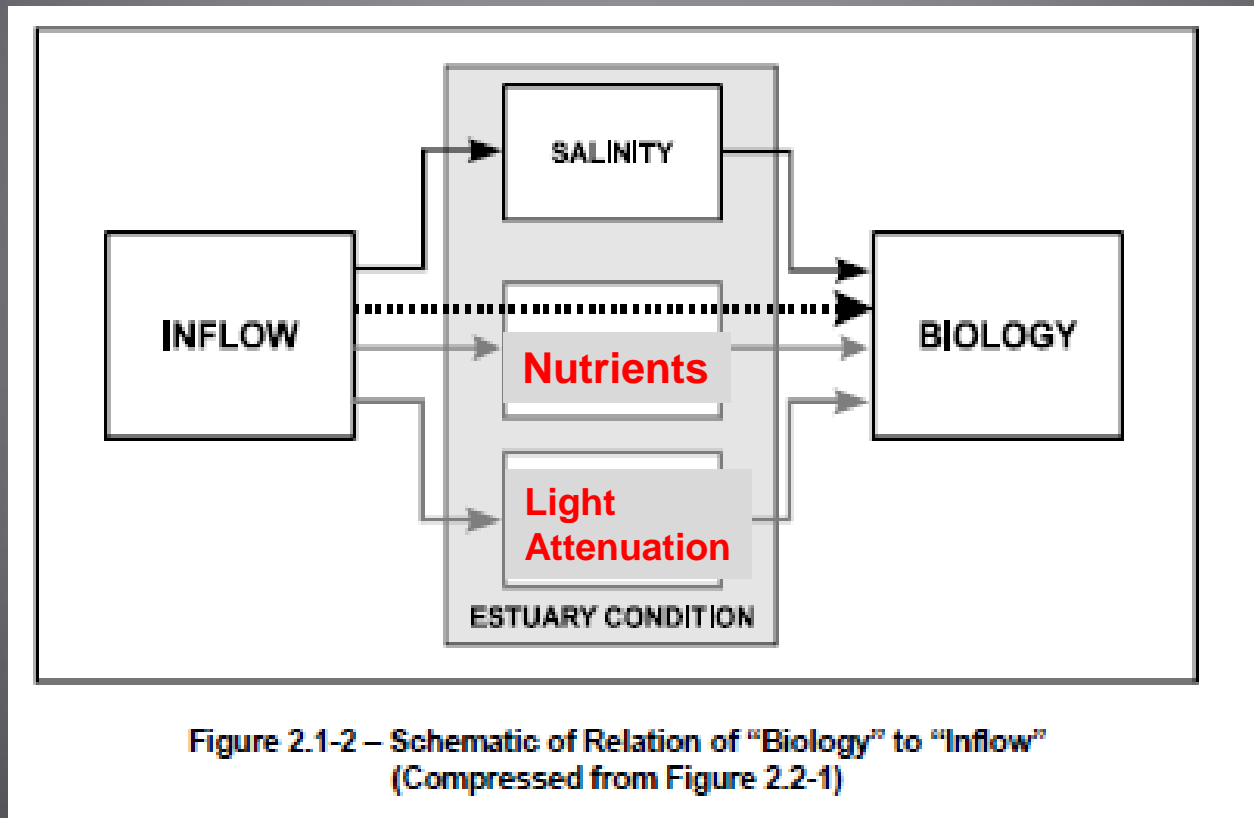 SALINITY
INFLOW
BIOLOGY
Nutrients
Light
Attenuation
ESTUARY CONDITION
Figure 2.1-2 – Schematic of Relation of “Biology” to “Inflow”
(Compressed from Figure 2.2-1)